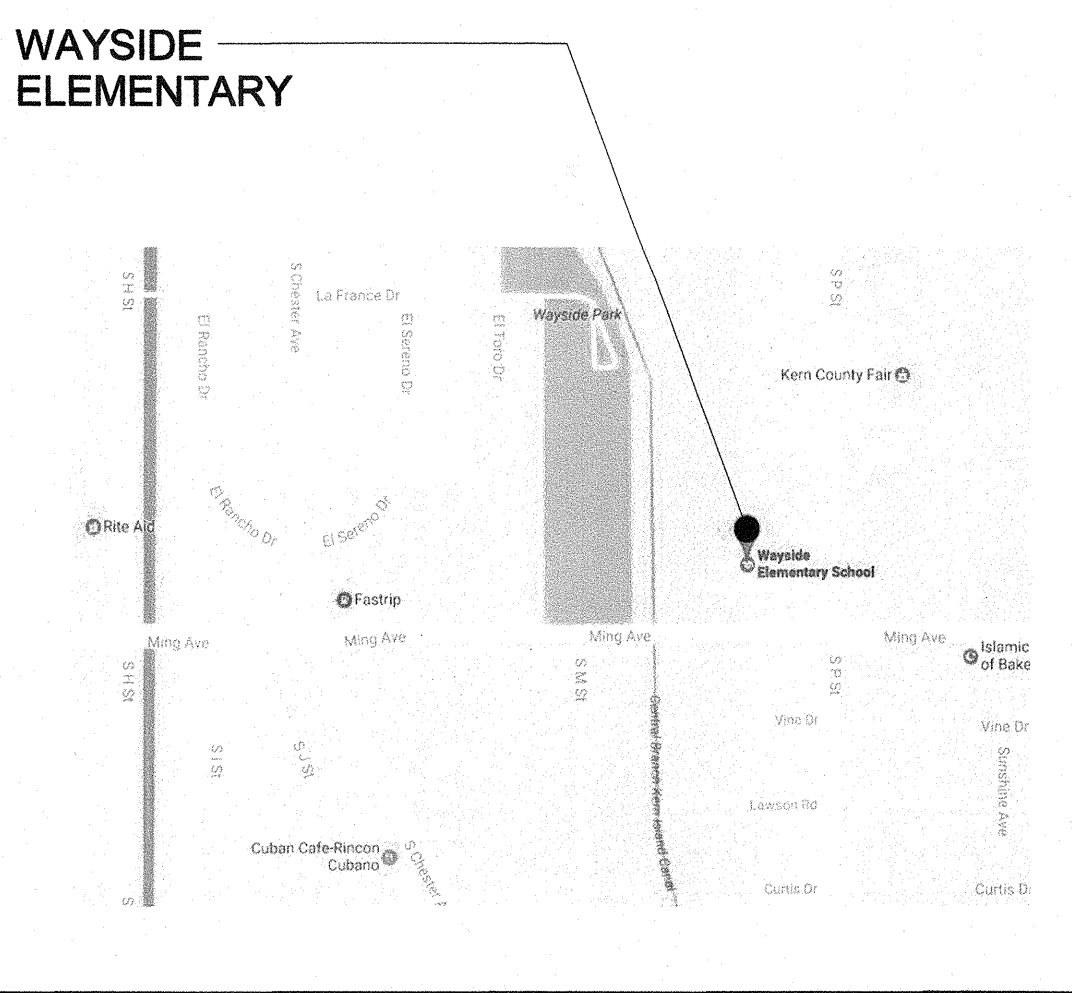 WAYSIDE
ELEMENTARY
S H St
S Chester Ave
La France Dr
S P St
El Rancho Dr
El Sereno Dr
El Toro Dr
Wayside Park
Kern County Fair
El Rancho Dr
El Sereno Dr
Rite Aid
Wayside
Elementary School
Fastrip
Ming Ave
Ming Ave
Ming Ave
Ming Ave
Islamic
of Bake
S H St
S M St
S P St
Vine Dr
Vine Dr
S I St
S J St
Central Branch Kern Island Canal
Sunshine Ave
Lawson Rd
Cuban Cafe-Rincon
Cubano
S Chester
Curtis Dr
Curtis D
S